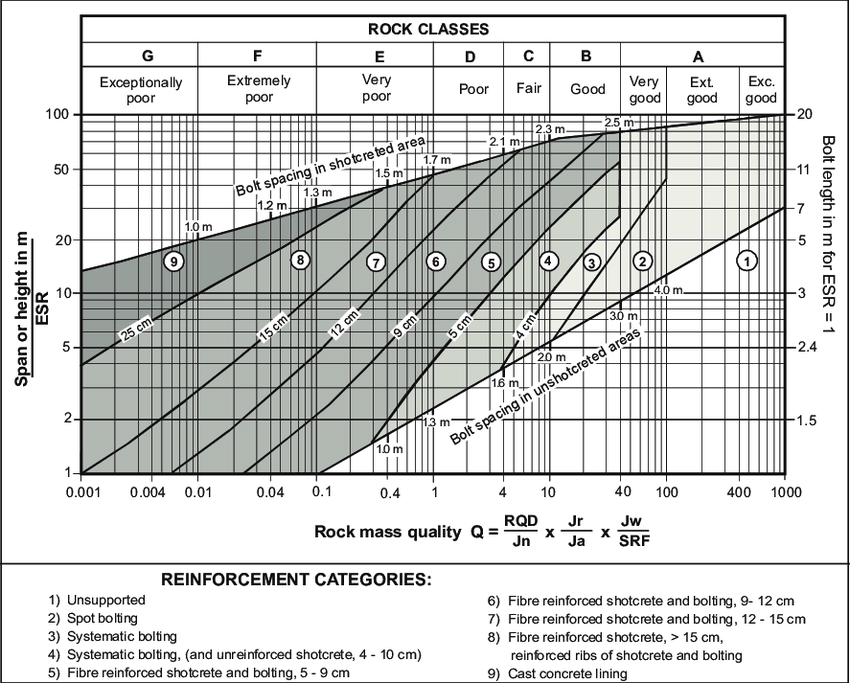 ROCK CLASSES
G F E D C B A
Exceptionally poor
Extremely poor
Very poor
Poor
Fair
Good
Very good
Ext. good
Exc. good
100
50
20
10
5
2
1
Span or height in m
ESR
20
11
7
5
3
2.4
1.5
Bolt length in m for ESR = 1
Bolt spacing in shotcreted area
1.0 m
1.2 m
1.3 m
1.5 m
1.7 m
2.1 m
2.3 m
2.5 m
9 8 7 6 5 4 3 2 1
25 cm
15 cm
12 cm
9 cm
5 cm
4 cm
4.0 m
30 m
20 m
1.6 m
1.3 m
1.0 m
Bolt spacing in unshotcreted areas
0.001 0.004 0.01 0.04 0.1 0.4 1 4 10 40 100 400 1000
Rock mass quality Q = RQD/Jn x Jr/Ja x Jw/SRF
REINFORCEMENT CATEGORIES:
1) Unsupported
2) Spot bolting
3) Systematic bolting
4) Systematic bolting, (and unreinforced shotcrete, 4 - 10 cm)
5) Fibre reinforced shotcrete and bolting, 5 - 9 cm
6) Fibre reinforced shotcrete and bolting, 9- 12 cm
7) Fibre reinforced shotcrete and bolting, 12 - 15 cm
8) Fibre reinforced shotcrete, > 15 cm,
reinforced ribs of shotcrete and bolting
9) Cast concrete lining